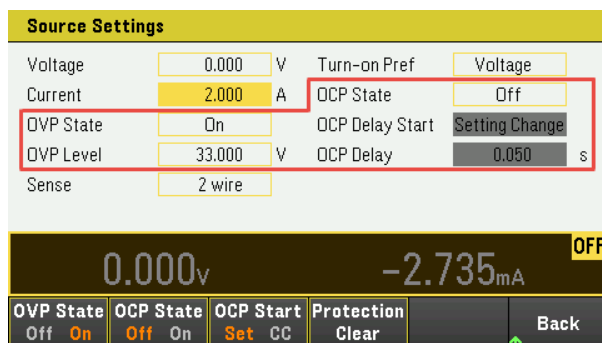 Source Settings
Voltage 0.000 V Turn-on Pref Voltage
Current 2.000 A OCP State Off
OVP State On OCP Delay Start Setting Change
OVP Level 33.000 V OCP Delay 0.050 s
Sense 2 wire
OFF
0.000V -2.735mA
OVP State OCP State OCP Start Protection
Off On Off On Set CC Clear Back